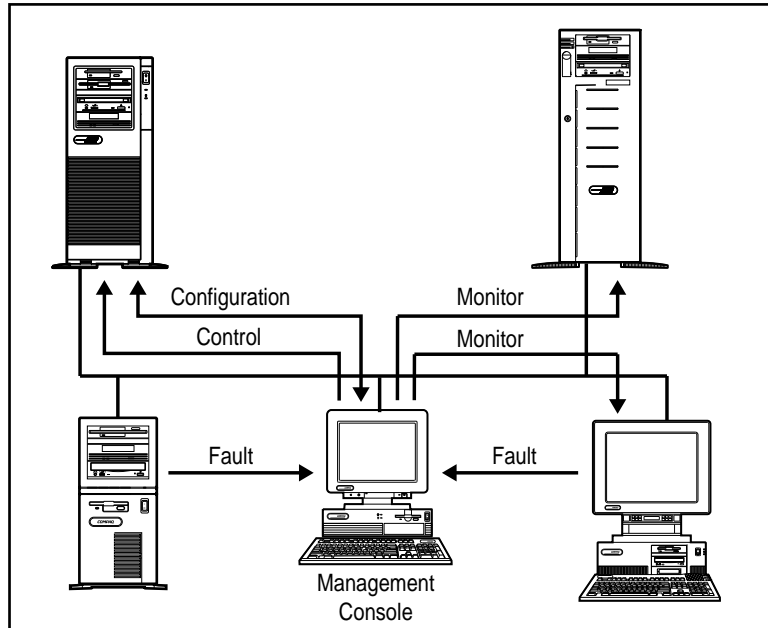 Configuration
Monitor
Control
Monitor
Fault
Fault
Management
Console